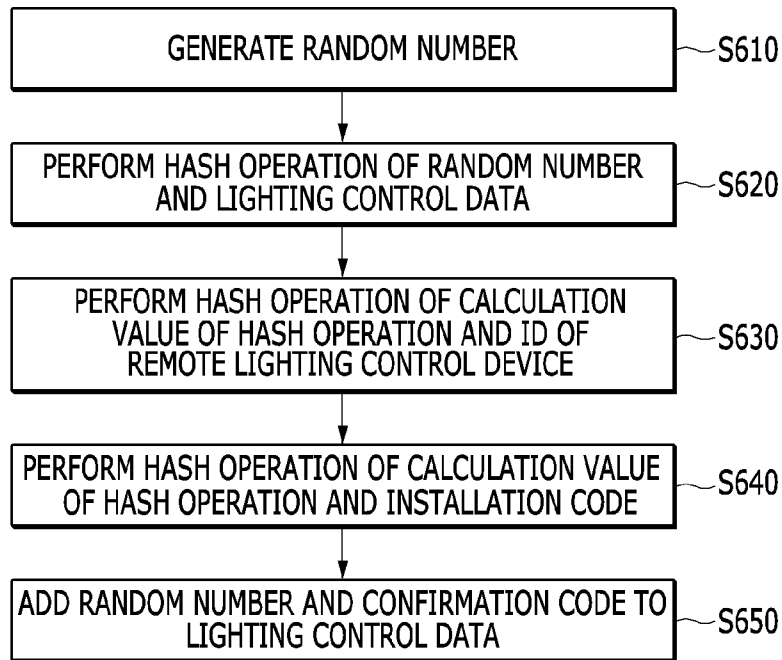 GENERATE RANDOM NUMBER
S610
PERFORM HASH OPERATION OF RANDOM NUMBER
AND LIGHTING CONTROL DATA
S620
PERFORM HASH OPERATION OF CALCULATION
VALUE OF HASH OPERATION AND ID OF
REMOTE LIGHTING CONTROL DEVICE
S630
PERFORM HASH OPERATION OF CALCULATION VALUE
OF HASH OPERATION AND INSTALLATION CODE
S640
ADD RANDOM NUMBER AND CONFIRMATION CODE TO
LIGHTING CONTROL DATA
S650